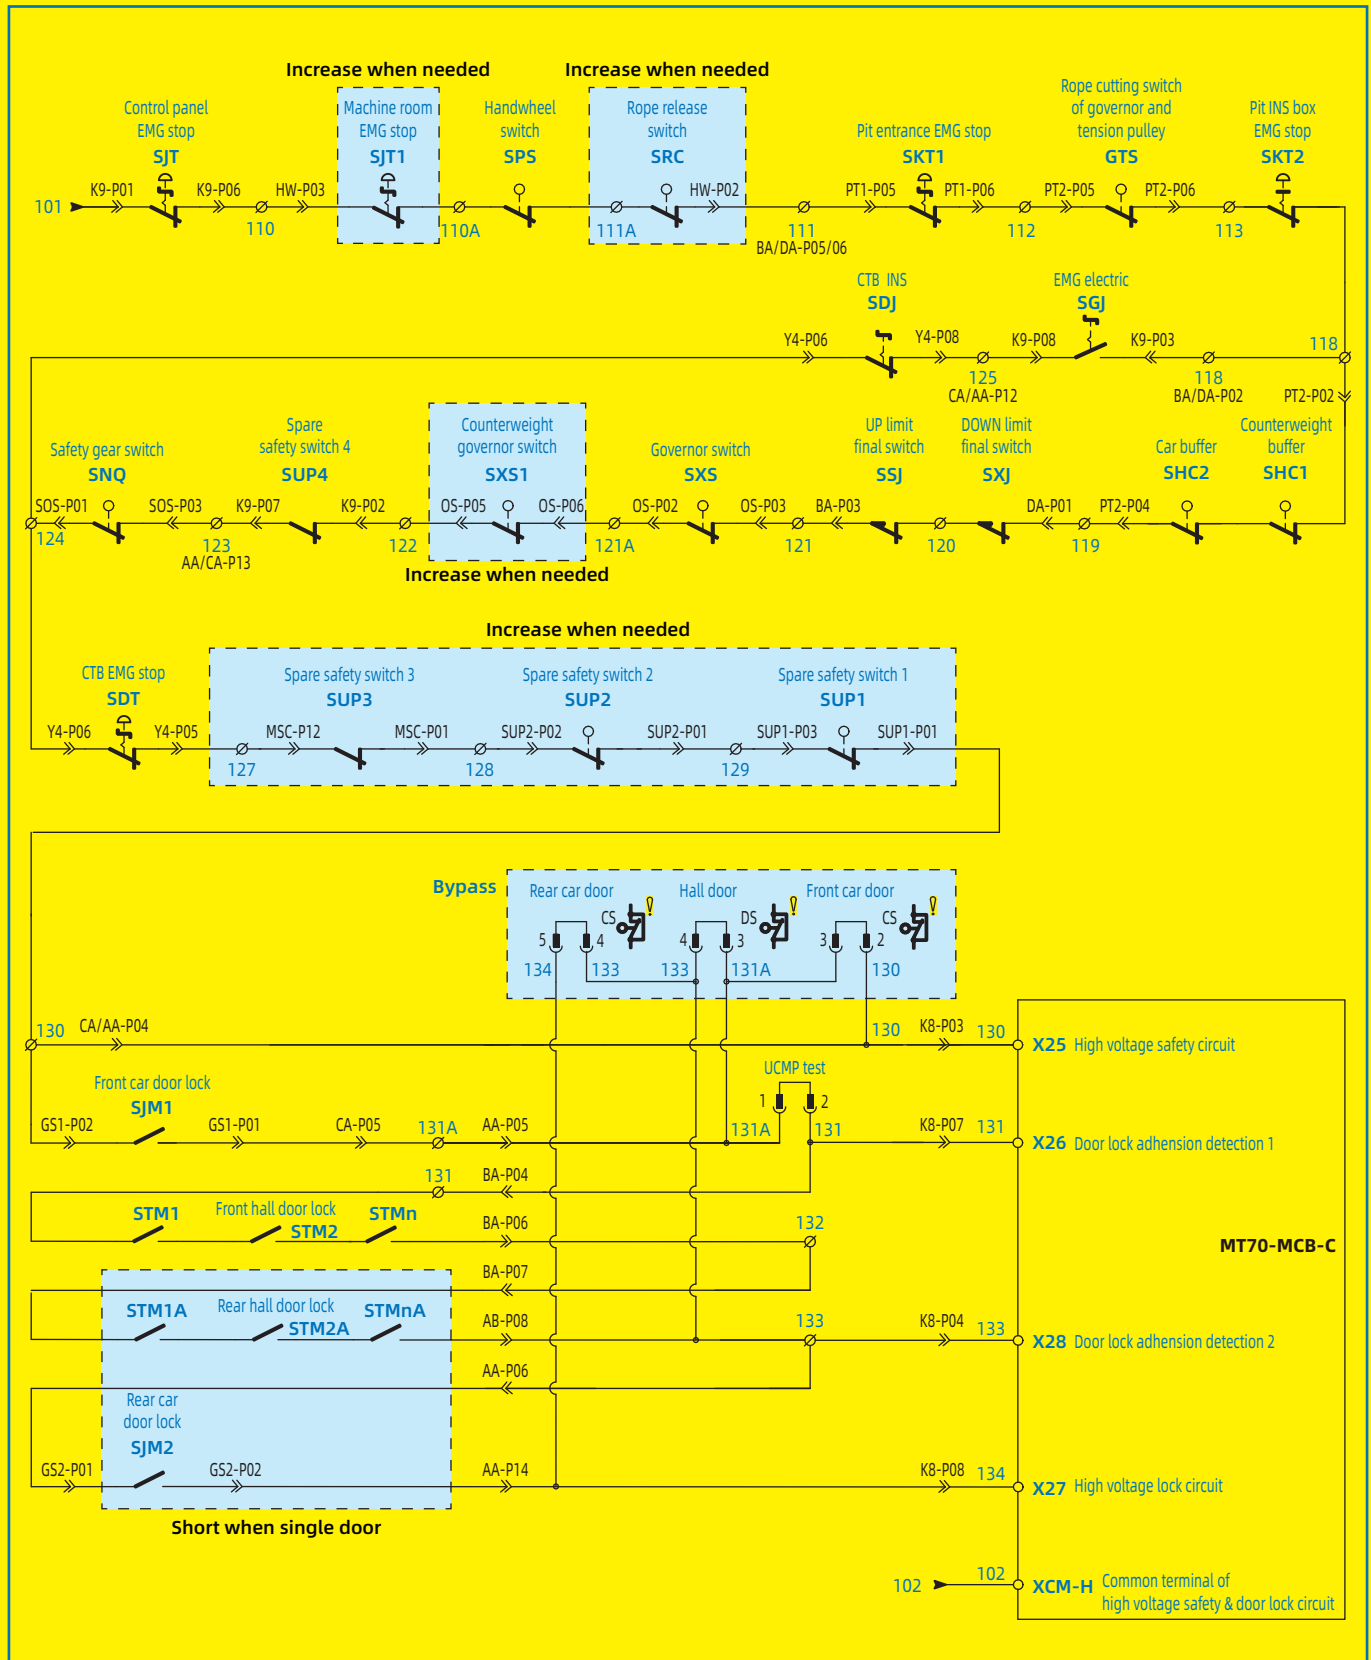 Increase when needed
Increase when needed
Control panel
EMG stop
SJT
Machine room
EMG stop
SJT1
Handwheel
switch
SPS
Rope release
switch
SRC
Pit entrance EMG stop
SKT1
Rope cutting switch
of governor and
tension pulley
GTS
Pit INS box
EMG stop
SKT2
101
K9-P01
K9-P06
110
HW-P03
110A
111A
HW-P02
111
BA/DA-P05/06
PT1-P05
PT1-P06
112
PT2-P05
PT2-P06
113
CTB INS
SDJ
EMG electric
SGJ
Y4-P06
Y4-P08
125
CA/AA-P12
K9-P08
K9-P03
118
BA/DA-P02
118
PT2-P02
Safety gear switch
SNQ
Spare
safety switch 4
SUP4
Counterweight
governor switch
SXS1
Governor switch
SXS
UP limit
final switch
SSJ
DOWN limit
final switch
SXJ
Car buffer
SHC2
Counterweight
buffer
SHC1
124
SOS-P01
SOS-P03
123
AA/CA-P13
K9-P07
K9-P02
122
OS-P05
OS-P06
121A
OS-P02
OS-P03
121
BA-P03
120
DA-P01
119
PT2-P04
Increase when needed
Increase when needed
CTB EMG stop
SDT
Spare safety switch 3
SUP3
Spare safety switch 2
SUP2
Spare safety switch 1
SUP1
Y4-P06
Y4-P05
127
MSC-P12
MSC-P01
128
SUP2-P02
SUP2-P01
129
SUP1-P03
SUP1-P01
Bypass
Rear car door
Hall door
Front car door
CS
DS
CS
5
4
4
3
3
2
134
133
133
131A
130
130
CA/AA-P04
130
K8-P03
130
X25 High voltage safety circuit
UCMP test
1
2
Front car door lock
SJM1
GS1-P02
GS1-P01
CA-P05
131A
AA-P05
131A
131
K8-P07
131
X26 Door lock adhension detection 1
131
BA-P04
STM1
Front hall door lock
STM2
STMn
BA-P06
132
MT70-MCB-C
BA-P07
STM1A
Rear hall door lock
STM2A
STMnA
AB-P08
133
K8-P04
133
X28 Door lock adhension detection 2
AA-P06
Rear car
door lock
SJM2
GS2-P01
GS2-P02
AA-P14
K8-P08
134
X27 High voltage lock circuit
Short when single door
102
102
XCM-H
Common terminal of
high voltage safety & door lock circuit